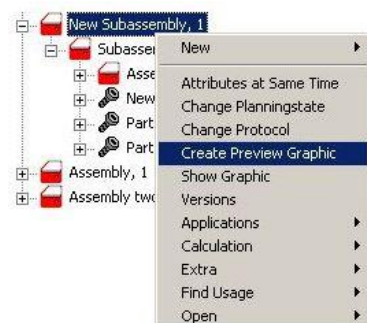 New Subassembly, 1
Subasse
Asse
New
Part
Part
Assembly, 1
Assembly two
New
Attributes at Same Time
Change Planningstate
Change Protocol
Create Preview Graphic
Show Graphic
Versions
Applications
Calculation
Extra
Find Usage
Open